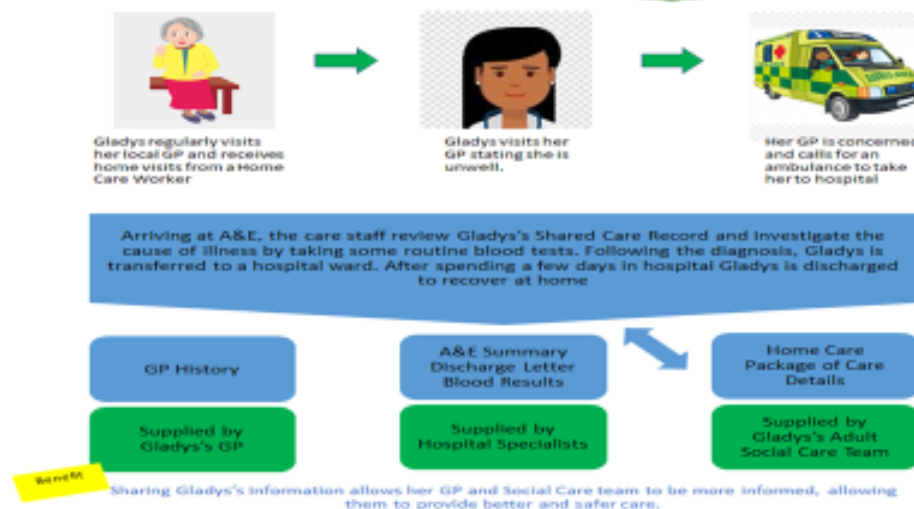 Gladys regularly visits
her local GP and receives
home visits from a Home
Care Worker
Gladys visits her
GP stating she is
unwell.
Her GP is concerned
and calls for an
ambulance to take
her to hospital
Arriving at A&E, the care staff review Gladys's Shared Care Record and investigate the
cause of illness by taking some routine blood tests. Following the diagnosis, Gladys is
transferred to a hospital ward. After spending a few days in hospital Gladys is discharged
to recover at home
GP History
A&E Summary
Discharge Letter
Blood Results
Home Care
Package of Care
Details
Supplied by
Gladys's GP
Supplied by
Hospital Specialists
Supplied by
Gladys's Adult
Social Care Team
Benefit
Sharing Gladys's information allows her GP and Social Care team to be more informed, allowing
them to provide better and safer care.